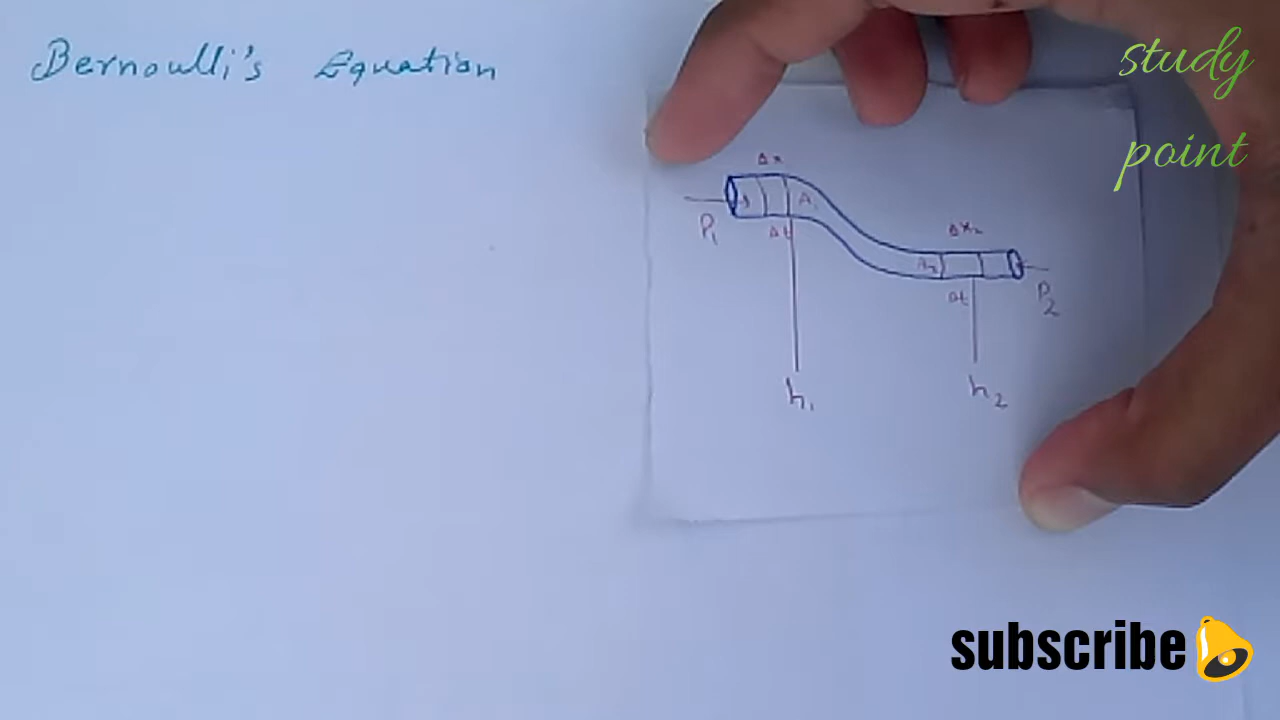 Bernoulli's Equation
study
point
Δx
P₁
A₁
Δt
Δx₂
A₂
Δt
P₂
h₁
h₂
subscribe